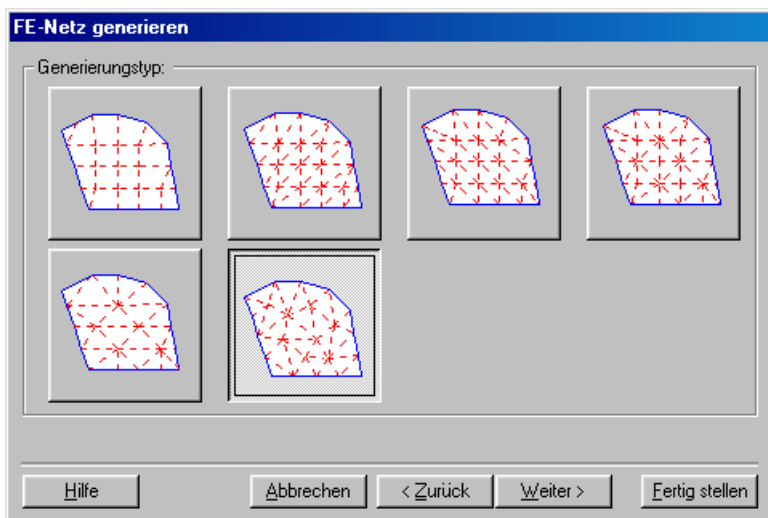 FE-Netz generieren
Generierungstyp:
Hilfe
Abbrechen
< Zurück
Weiter >
Fertig stellen